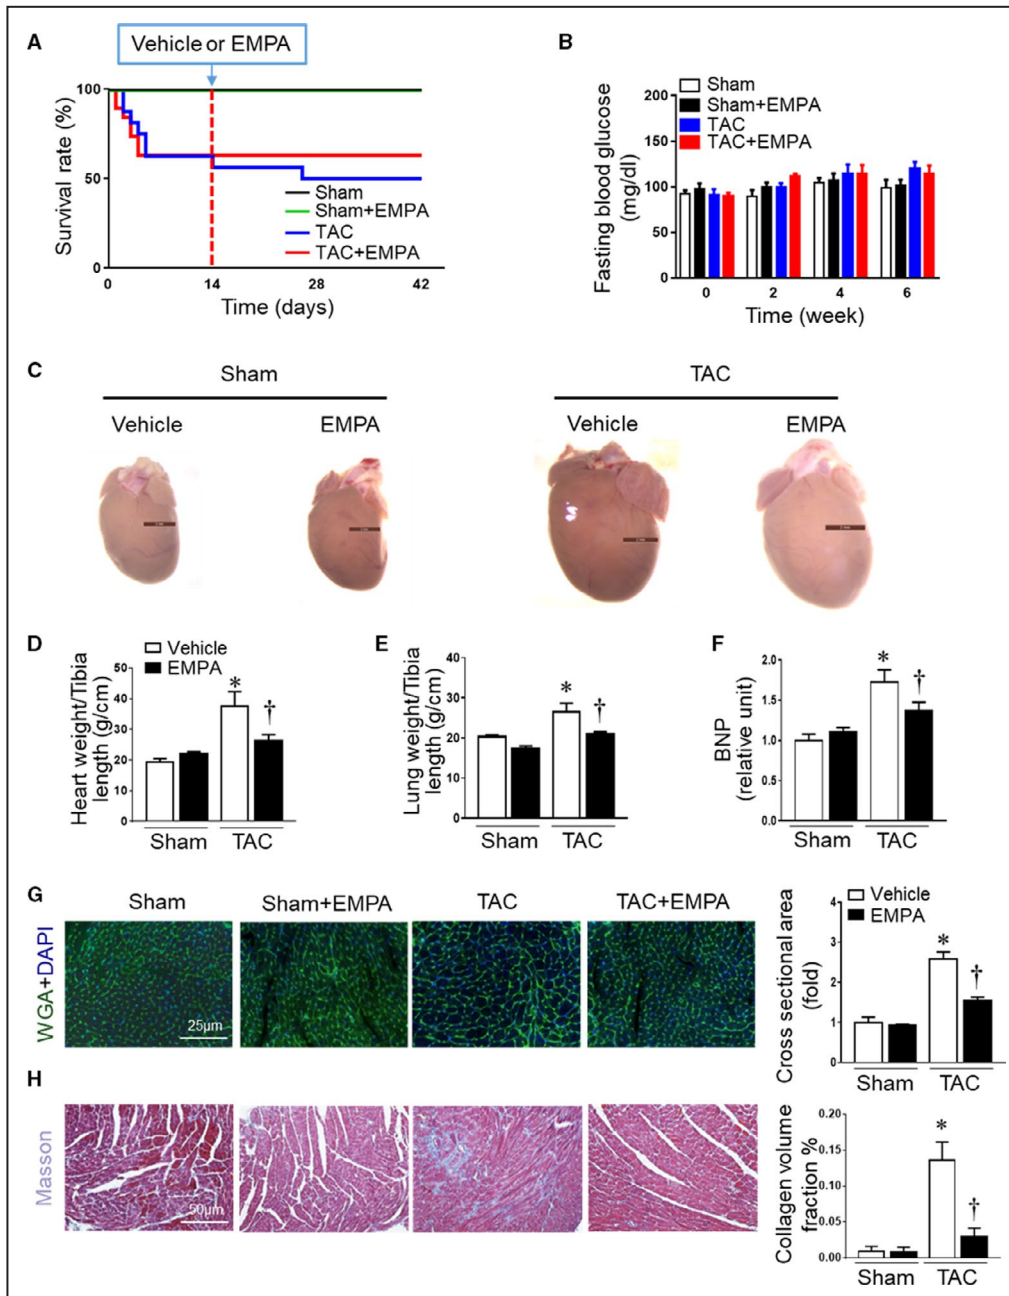 A
Vehicle or EMPA
Survival rate (%)
100
50
0
0 14 28 42
Time (days)
Sham
Sham+EMPA
TAC
TAC+EMPA
B
Fasting blood glucose
(mg/dl)
200
150
100
50
0
0 2 4 6
Time (week)
Sham
Sham+EMPA
TAC
TAC+EMPA
C
Sham TAC
Vehicle EMPA Vehicle EMPA
2 mm
2 mm
D
Vehicle
EMPA
Heart weight/Tibia
length (g/cm)
50
40
30
20
10
0
* †
Sham TAC
E
Lung weight/Tibia
length (g/cm)
40
30
20
10
0
* †
Sham TAC
F
BNP
(relative unit)
2.0
1.5
1.0
0.5
0.0
* †
Sham TAC
G
Sham Sham+EMPA TAC TAC+EMPA
WGA+DAPI
25μm
Vehicle
EMPA
Cross sectional area
(fold)
4
3
2
1
0
* †
Sham TAC
H
Masson
50μm
Collagen volume
fraction %
0.20
0.15
0.10
0.05
0.00
* †
Sham TAC